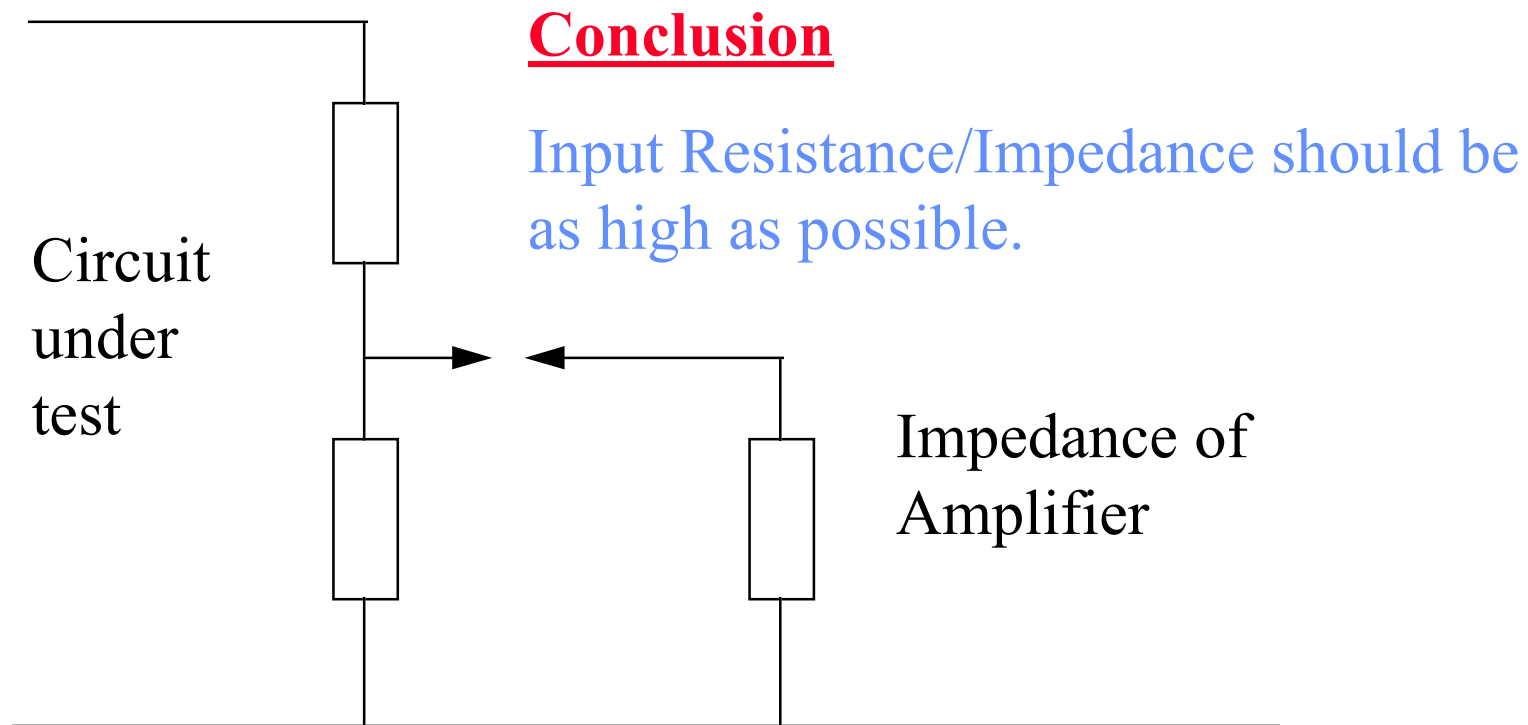 Conclusion
Input Resistance/Impedance should be
as high as possible.
Circuit
under
test
Impedance of
Amplifier